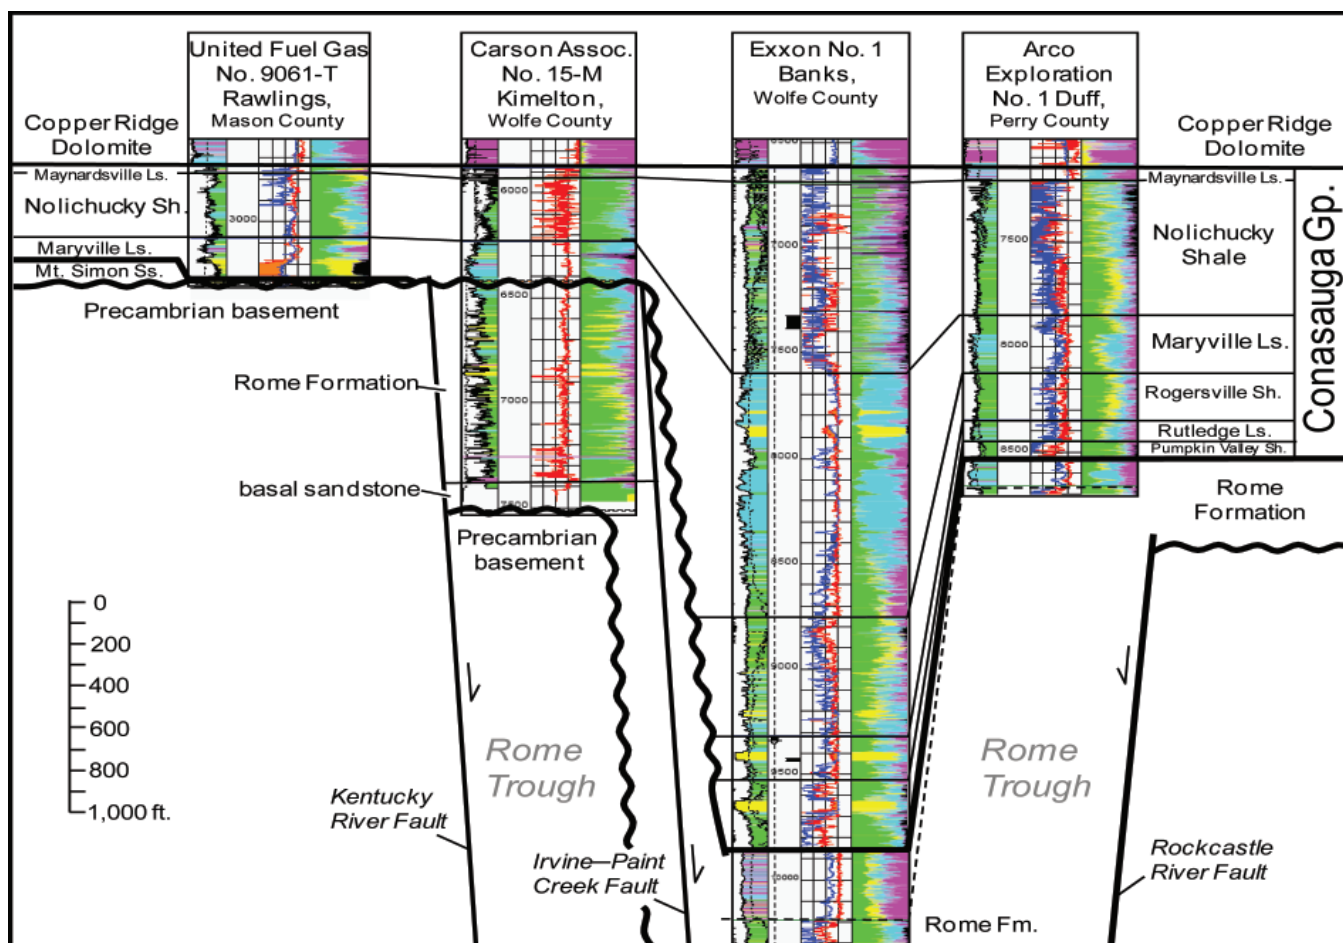 United Fuel Gas
No. 9061-T
Rawlings,
Mason County
Carson Assoc.
No. 15-M
Kimelton,
Wolfe County
Exxon No. 1
Banks,
Wolfe County
Arco
Exploration
No. 1 Duff,
Perry County
Copper Ridge
Dolomite
Copper Ridge
Dolomite
Maynardsville Ls.
Nolichucky Sh.
Maryville Ls.
Mt. Simon Ss.
Precambrian basement
Rome Formation
basal sandstone
Precambrian
basement
3000
6000
6500
7000
7500
6500
7000
7500
8000
8500
9000
9500
10000
7500
8000
8500
Maynardsville Ls.
Nolichucky
Shale
Maryville Ls.
Rogersville Sh.
Rutledge Ls.
Pumpkin Valley Sh.
Conasauga Gp.
Rome
Formation
0
200
400
600
800
1,000 ft.
Rome
Trough
Rome
Trough
Kentucky
River Fault
Irvine—Paint
Creek Fault
Rockcastle
River Fault
Rome Fm.